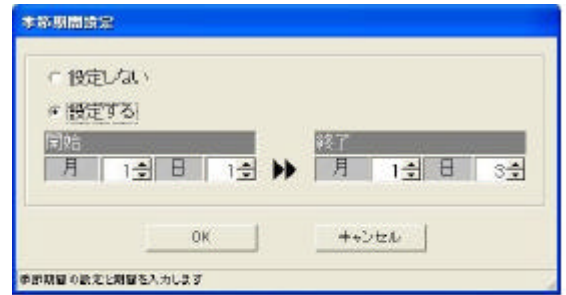 季節期間設定
設定しない
設定する
開始 終了
月 1 日 1 月 1 日 3
OK キャンセル
季節期間の設定と期間を入力します